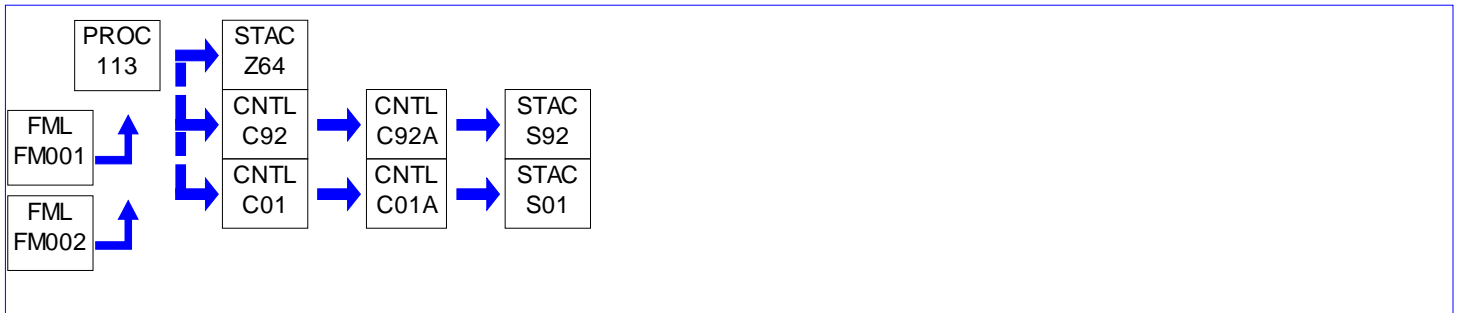 PROC
113
STAC
Z64
FML
FM001
CNTL
C92
CNTL
C92A
STAC
S92
FML
FM002
CNTL
C01
CNTL
C01A
STAC
S01